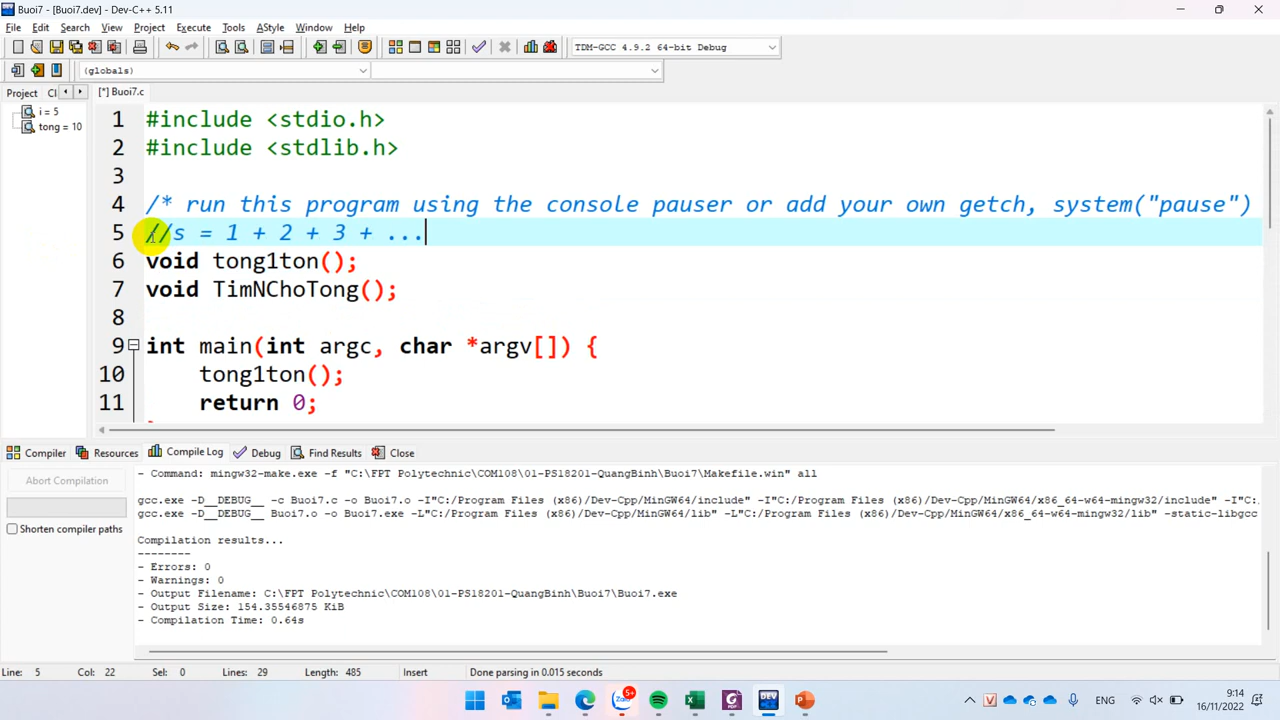 Buoi7 - [Buoi7.dev] - Dev-C++ 5.11
File Edit Search View Project Execute Tools AStyle Window Help
TDM-GCC 4.9.2 64-bit Debug
(globals)
Project Cl [*] Buoi7.c
i = 5
tong = 10
1 #include <stdio.h>
2 #include <stdlib.h>
3
4 /* run this program using the console pauser or add your own getch, system("pause")
5 //s = 1 + 2 + 3 + ...
6 void tong1ton();
7 void TimNChoTong();
8
9 int main(int argc, char *argv[]) {
10 tong1ton();
11 return 0;
Compiler Resources Compile Log Debug Find Results Close
Abort Compilation
Shorten compiler paths
- Command: mingw32-make.exe -f "C:\FPT Polytechnic\COM108\01-PS18201-QuangBinh\Buoi7\Makefile.win" all
gcc.exe -D__DEBUG__ -c Buoi7.c -o Buoi7.o -I"C:/Program Files (x86)/Dev-Cpp/MinGW64/include" -I"C:/Program Files (x86)/Dev-Cpp/MinGW64/x86_64-w64-mingw32/include" -I"C:
gcc.exe -D__DEBUG__ Buoi7.o -o Buoi7.exe -L"C:/Program Files (x86)/Dev-Cpp/MinGW64/lib" -L"C:/Program Files (x86)/Dev-Cpp/MinGW64/x86_64-w64-mingw32/lib" -static-libgcc
Compilation results...
--------
- Errors: 0
- Warnings: 0
- Output Filename: C:\FPT Polytechnic\COM108\01-PS18201-QuangBinh\Buoi7\Buoi7.exe
- Output Size: 154.35546875 KiB
- Compilation Time: 0.64s
Line: 5 Col: 22 Sel: 0 Lines: 29 Length: 485 Insert Done parsing in 0.015 seconds
Zalo 5+ DEV ENG 9:14
16/11/2022